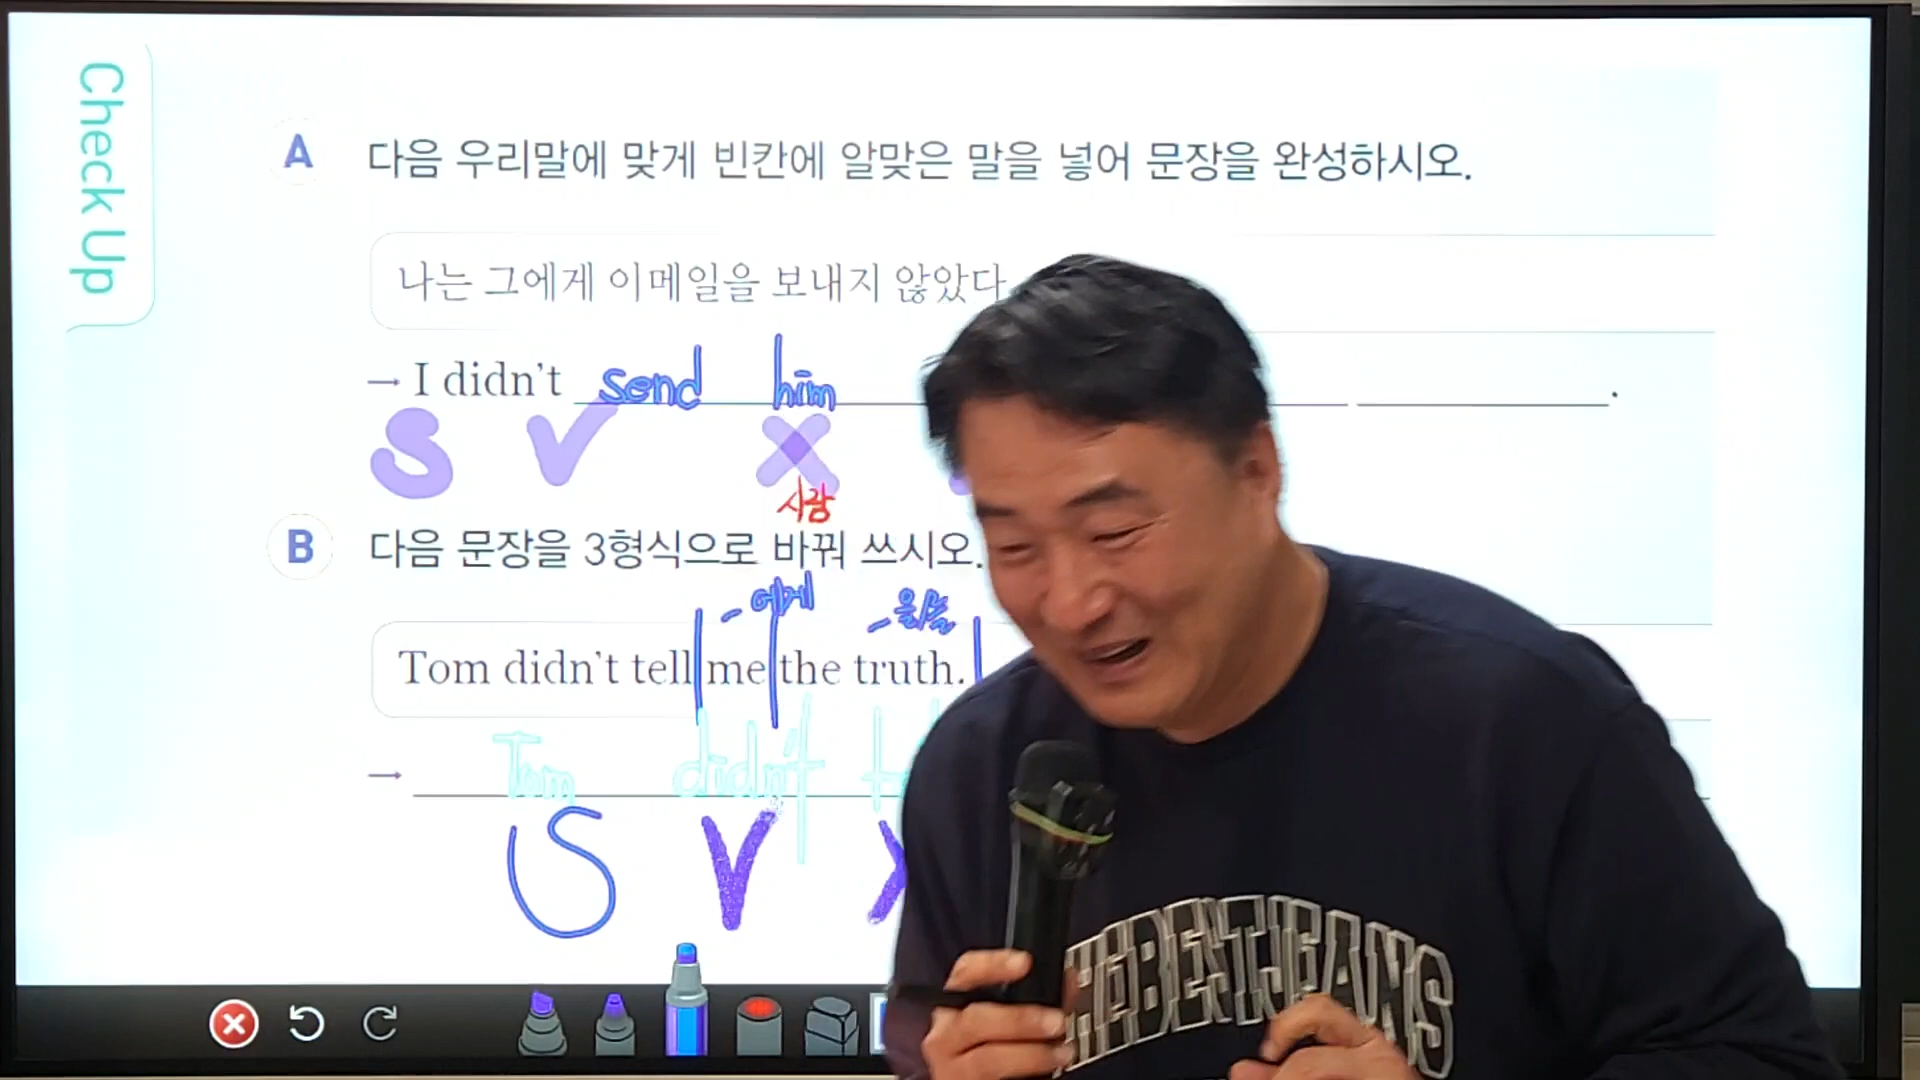 Check Up
A 다음 우리말에 맞게 빈칸에 알맞은 말을 넣어 문장을 완성하시오.
나는 그에게 이메일을 보내지 않았다
→ I didn't send him .
S V X
사람
B 다음 문장을 3형식으로 바꿔 쓰시오.
-에게 -을/를
Tom didn't tell me the truth.
→ Tom didn't
S V